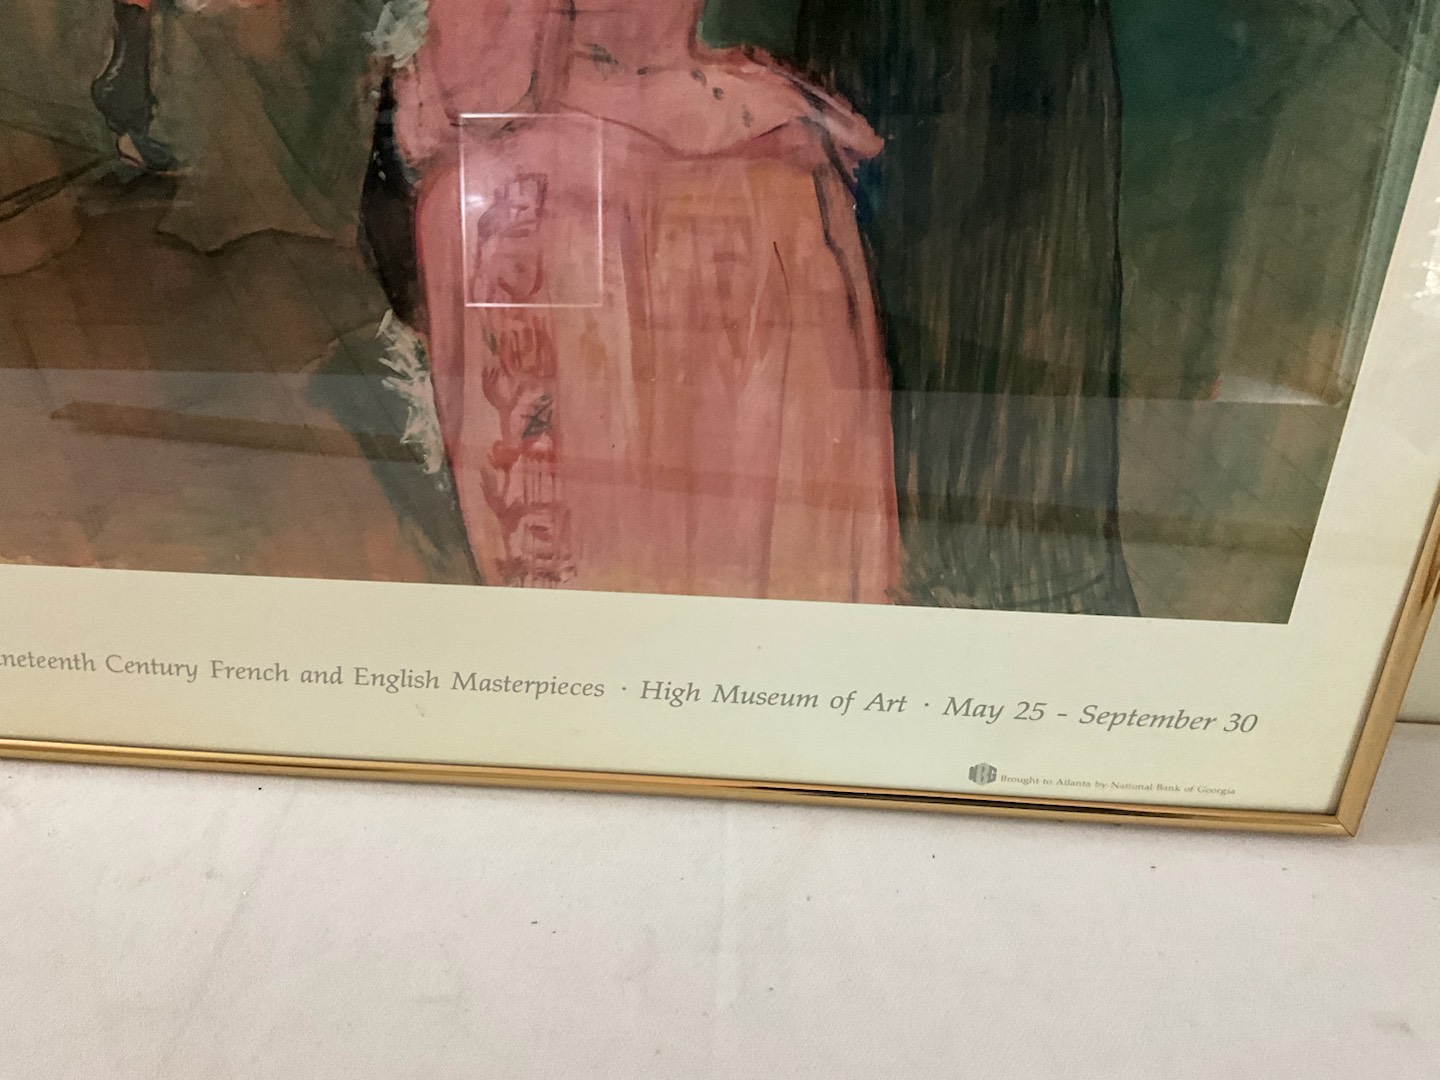 neteenth Century French and English Masterpieces · High Museum of Art · May 25 - September 30
NBG Brought to Atlanta by National Bank of Georgia